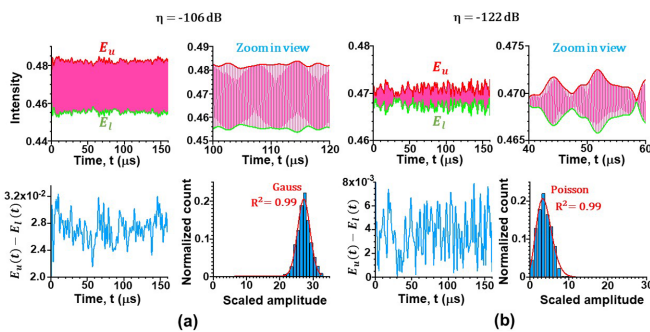 η = -106 dB
η = -122 dB
E_u
Zoom in view
E_u
Zoom in view
Intensity
0.48
0.46
0.44
E_l
0.49
0.48
0.47
0.46
0.45
0.48
0.47
0.46
E_l
0.475
0.470
0.465
0 50 100 150
Time, t (μs)
100 110 120
Time, t (μs)
0 50 100 150
Time, t (μs)
40 50 60
Time, t (μs)
E_u(t) − E_l(t)
3.2x10⁻²
2.8
2.4
2.0
0 50 100 150
Time, t (μs)
Normalized count
0.2
0.1
0
Gauss
R² = 0.99
0 10 20 30
Scaled amplitude
E_u(t) − E_l(t)
8x10⁻³
6
4
2
0
0 50 100 150
Time, t (μs)
Normalized count
0.2
0.1
0
Poisson
R² = 0.99
0 10 20 30
Scaled amplitude
(a)
(b)